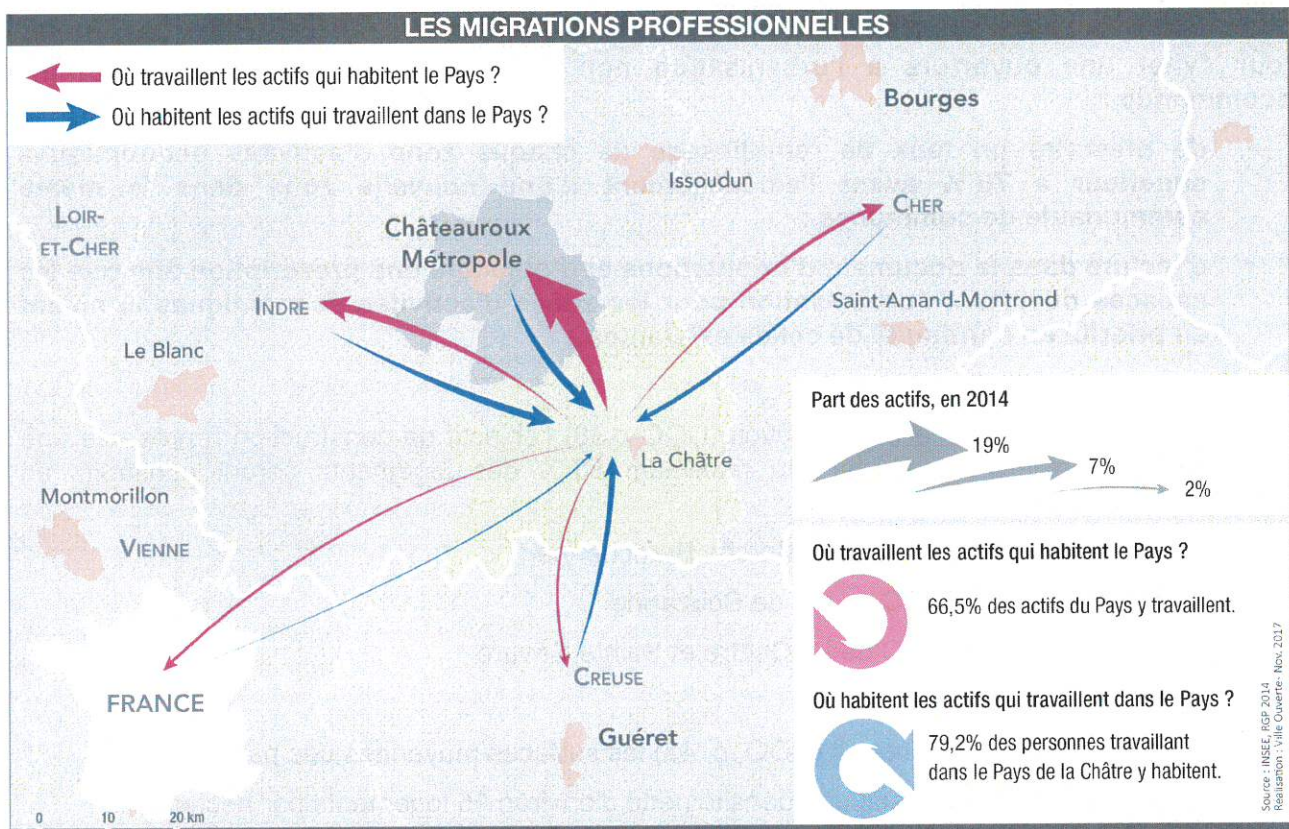 LES MIGRATIONS PROFESSIONNELLES
Où travaillent les actifs qui habitent le Pays ?
Où habitent les actifs qui travaillent dans le Pays ?
Bourges
Issoudun
LOIR-
ET-CHER
Châteauroux
Métropole
CHER
INDRE
Saint-Amand-Montrond
Le Blanc
La Châtre
Montmorillon
VIENNE
CREUSE
FRANCE
Guéret
0 10 20 km
Part des actifs, en 2014
19%
7%
2%
Où travaillent les actifs qui habitent le Pays ?
66,5% des actifs du Pays y travaillent.
Où habitent les actifs qui travaillent dans le Pays ?
79,2% des personnes travaillant
dans le Pays de la Châtre y habitent.
Source : INSEE, RGP 2014
Réalisation : Ville Ouverte- Nov. 2017